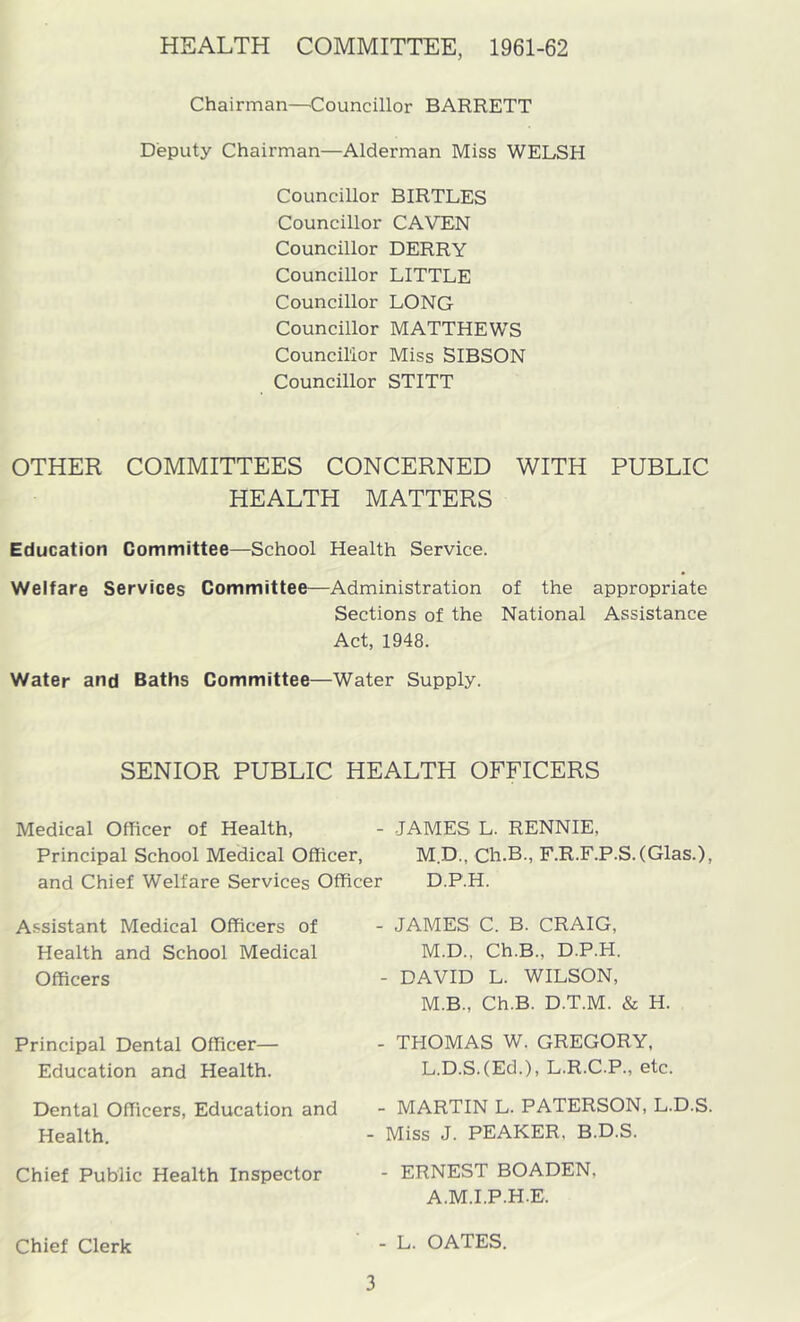 HEALTH COMMITTEE, 1961-62
Chairman—Councillor BARRETT
Deputy Chairman—Alderman Miss WELSH
Councillor BIRTLES
Councillor CAVEN
Councillor DERRY
Councillor LITTLE
Councillor LONG
Councillor MATTHEWS
Councillor Miss SIBSON
Councillor STITT
OTHER COMMITTEES CONCERNED WITH PUBLIC
HEALTH MATTERS
Education Committee—School Health Service.
Welfare Services Committee—Administration of the appropriate
Sections of the National Assistance
Act, 1948.
Water and Baths Committee—Water Supply.
SENIOR PUBLIC HEALTH OFFICERS
Medical Officer of Health, - JAMES L. RENNIE,
Principal School Medical Officer, M.D., Ch.B., F.R.F.P.S.(Glas.),
and Chief Welfare Services Officer D.P.H.
Assistant Medical Officers of - JAMES C. B. CRAIG,
Health and School Medical M.D., Ch.B., D.P.H.
Officers - DAVID L. WILSON,
M.B., Ch.B. D.T.M. & H.
Principal Dental Officer— - THOMAS W. GREGORY,
Education and Health. L.D.S.(Ed.), L.R.C.P., etc.
Dental Officers, Education and - MARTIN L. PATERSON, L.D.S.
Health. - Miss J. PEAKER, B.D.S.
Chief Public Health Inspector - ERNEST BOADEN,
A.M.I.P.H.E.
Chief Clerk - L. OATES.
3